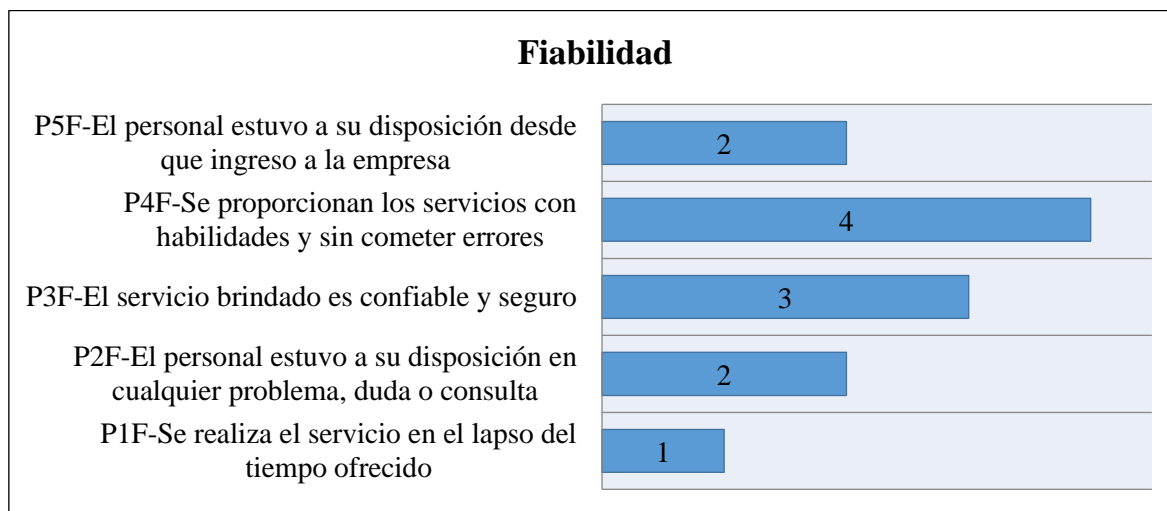 Fiabilidad
P5F-El personal estuvo a su disposición desde
que ingreso a la empresa
2
P4F-Se proporcionan los servicios con
habilidades y sin cometer errores
4
P3F-El servicio brindado es confiable y seguro
3
P2F-El personal estuvo a su disposición en
cualquier problema, duda o consulta
2
P1F-Se realiza el servicio en el lapso del
tiempo ofrecido
1